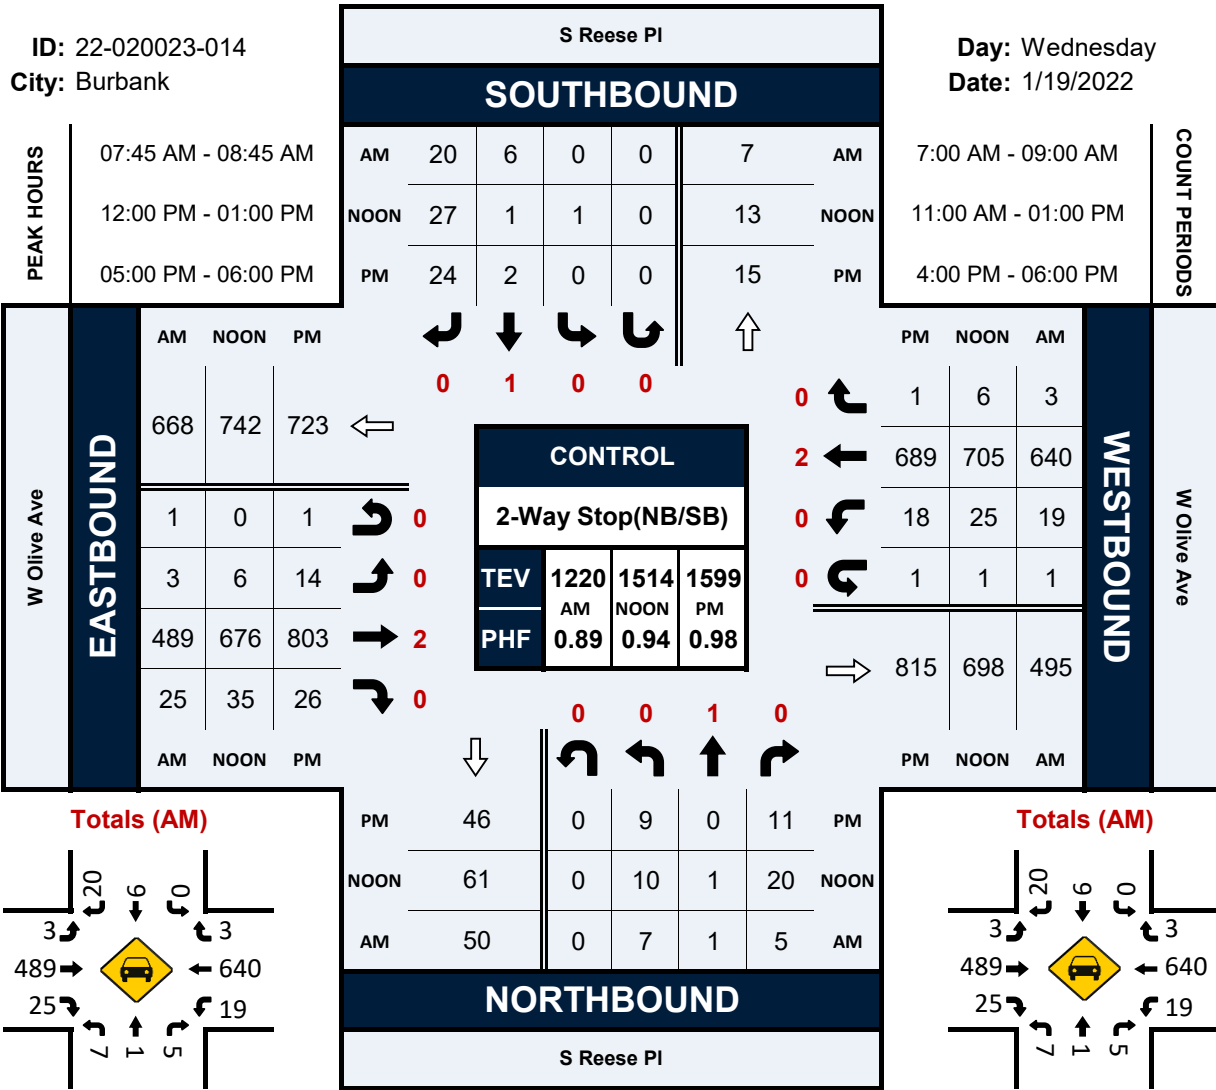 S Reese Pl
ID: 22-020023-014
Day: Wednesday
City: Burbank
Date: 1/19/2022
SOUTHBOUND
PEAK HOURS
07:45 AM - 08:45 AM
AM 20 6 0 0 7 AM
7:00 AM - 09:00 AM
COUNT PERIODS
12:00 PM - 01:00 PM
NOON 27 1 1 0 13 NOON
11:00 AM - 01:00 PM
05:00 PM - 06:00 PM
PM 24 2 0 0 15 PM
4:00 PM - 06:00 PM
AM NOON PM
PM NOON AM
0 1 0 0
W Olive Ave
EASTBOUND
668 742 723
1 0 1 0
3 6 14 0
489 676 803 2
25 35 26 0
AM NOON PM
CONTROL
2-Way Stop(NB/SB)
TEV 1220 1514 1599
AM NOON PM
PHF 0.89 0.94 0.98
0 1 6 3
2 689 705 640
0 18 25 19
0 1 1 1
815 698 495
PM NOON AM
WESTBOUND
W Olive Ave
0 0 1 0
PM 46 0 9 0 11 PM
NOON 61 0 10 1 20 NOON
AM 50 0 7 1 5 AM
NORTHBOUND
S Reese Pl
Totals (AM)
20 6 0
3 3
489 640
25 19
7 1 5
Totals (AM)
20 6 0
3 3
489 640
25 19
7 1 5